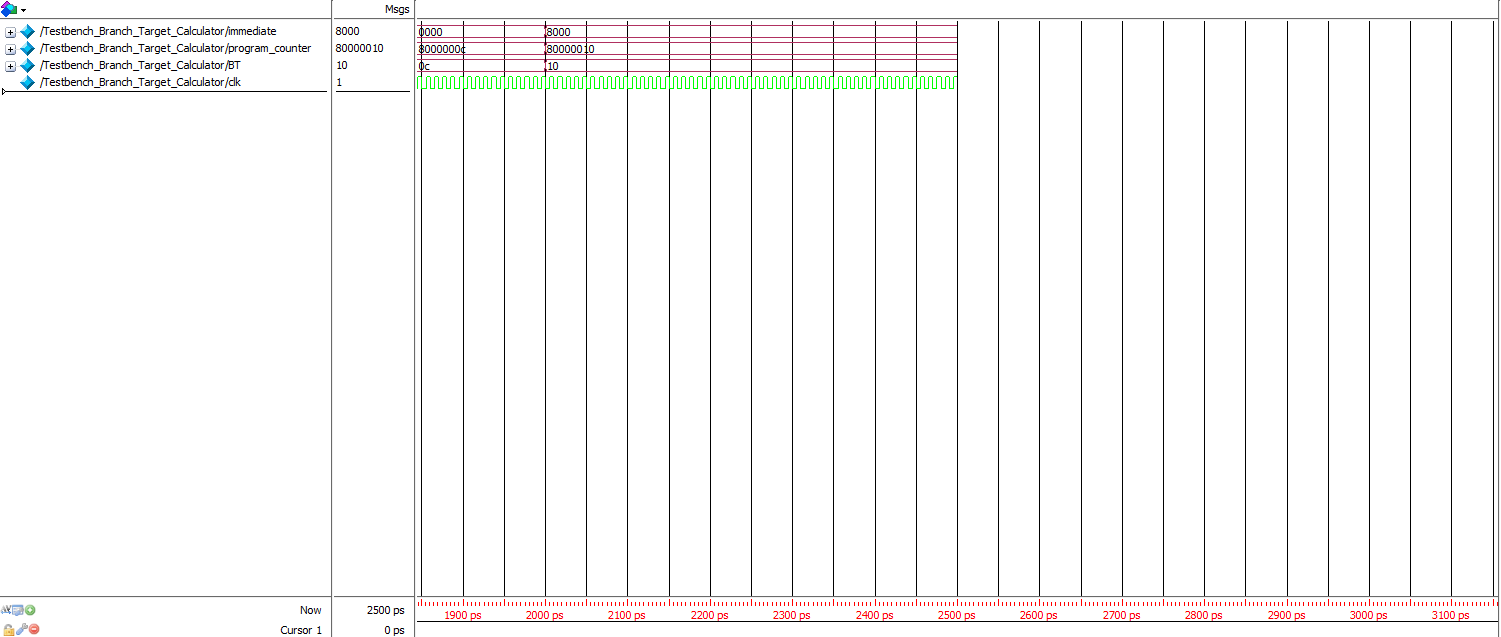 Msgs
/Testbench_Branch_Target_Calculator/immediate 8000 0000 8000
/Testbench_Branch_Target_Calculator/program_counter 80000010 8000000c 80000010
/Testbench_Branch_Target_Calculator/BT 10 0c 10
/Testbench_Branch_Target_Calculator/clk 1
Now 2500 ps 1900 ps 2000 ps 2100 ps 2200 ps 2300 ps 2400 ps 2500 ps 2600 ps 2700 ps 2800 ps 2900 ps 3000 ps 3100 ps
Cursor 1 0 ps